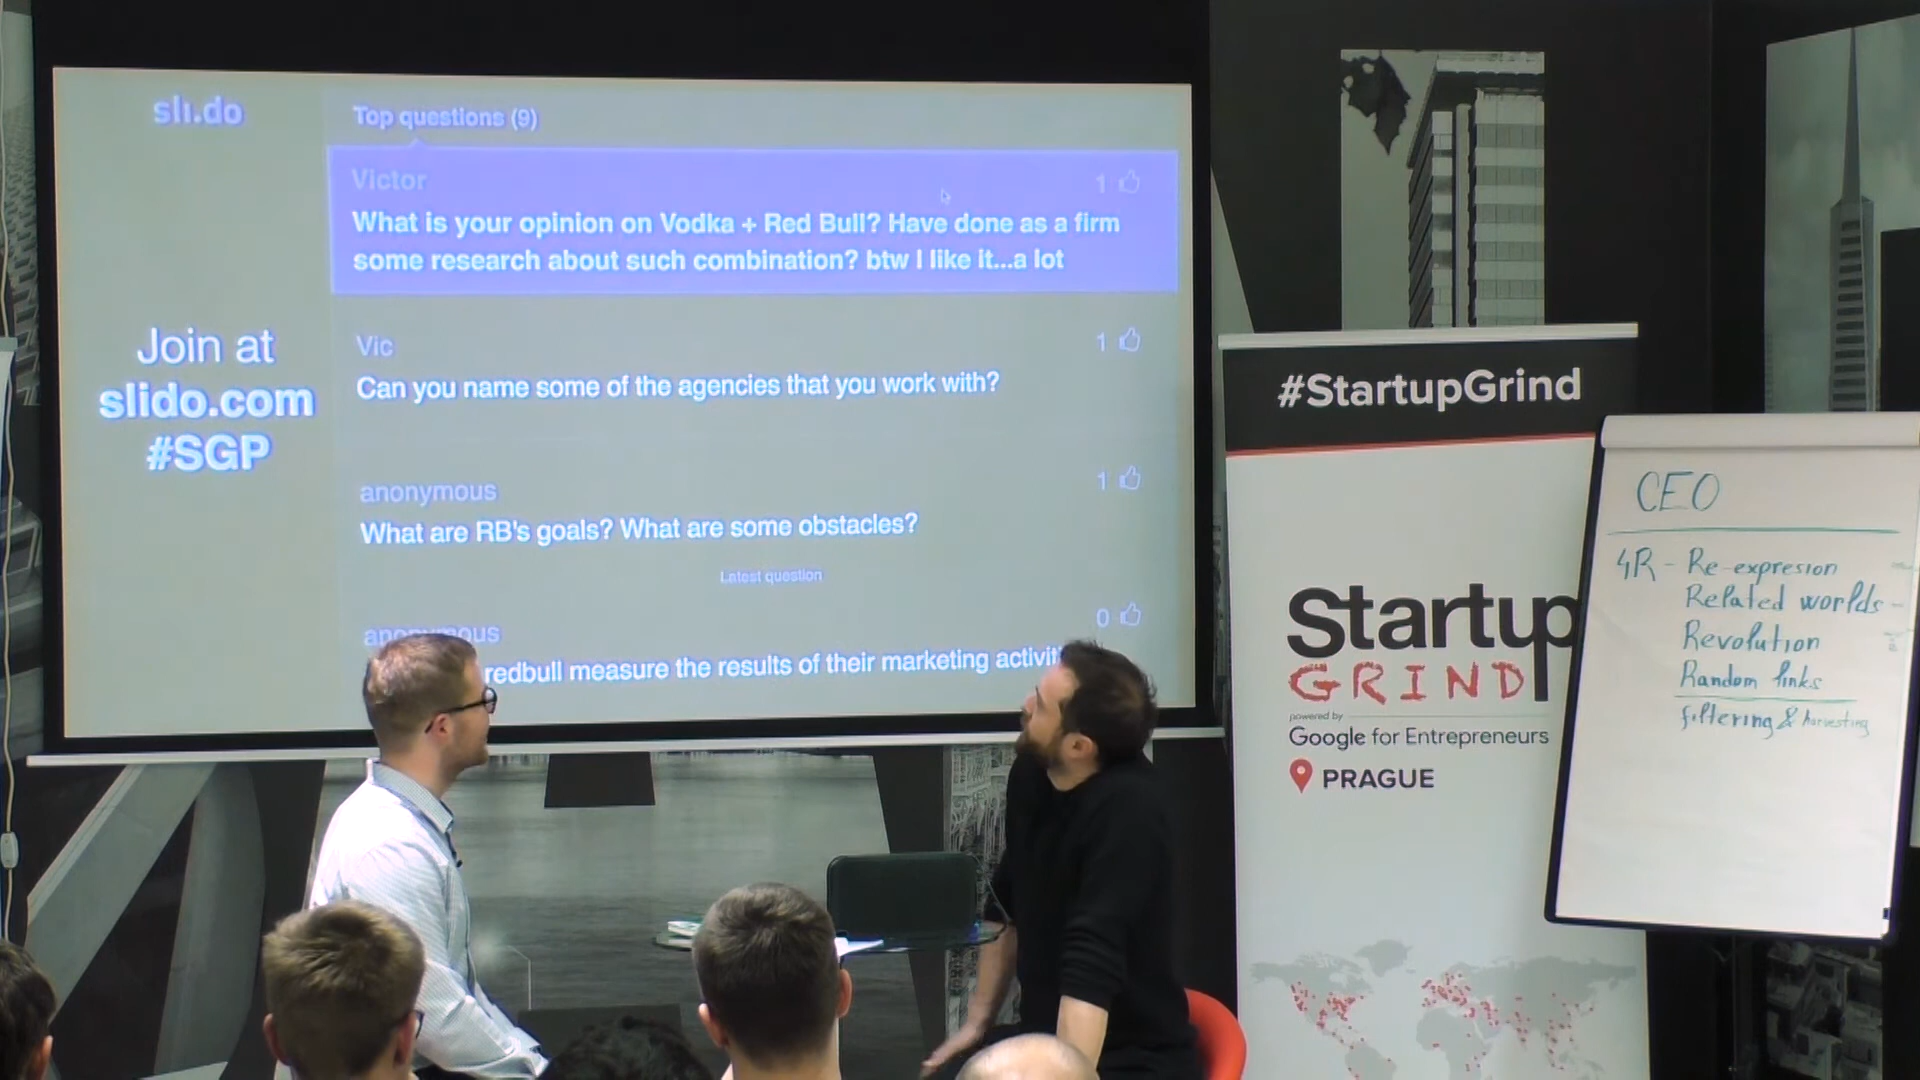 sli.do
Top questions (9)
Victor
1
What is your opinion on Vodka + Red Bull? Have done as a firm
some research about such combination? btw I like it...a lot
Join at
slido.com
#SGP
Vic
1
Can you name some of the agencies that you work with?
anonymous
1
What are RB's goals? What are some obstacles?
Latest question
anonymous
0
redbull measure the results of their marketing
#StartupGrind
Startup
GRIND
powered by
Google for Entrepreneurs
PRAGUE
CEO
4R - Re-expresion
Related worlds -
Revolution
Random links
filtering & harvesting